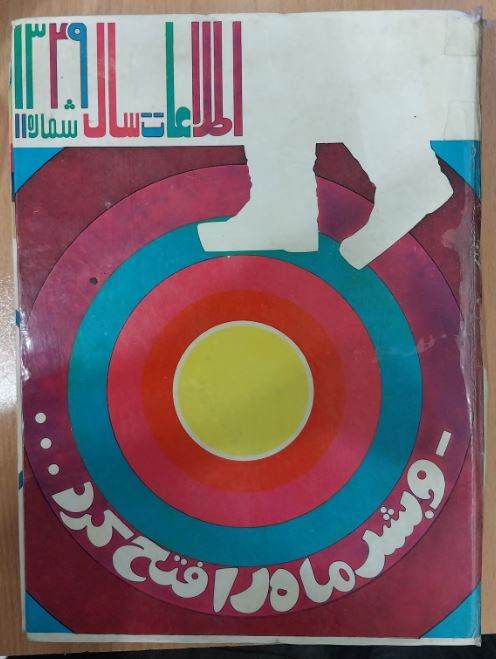 اطلاعات سال ۱۳۴۹
شماره ۱۱
- و بشر ماه را فتح کرد...